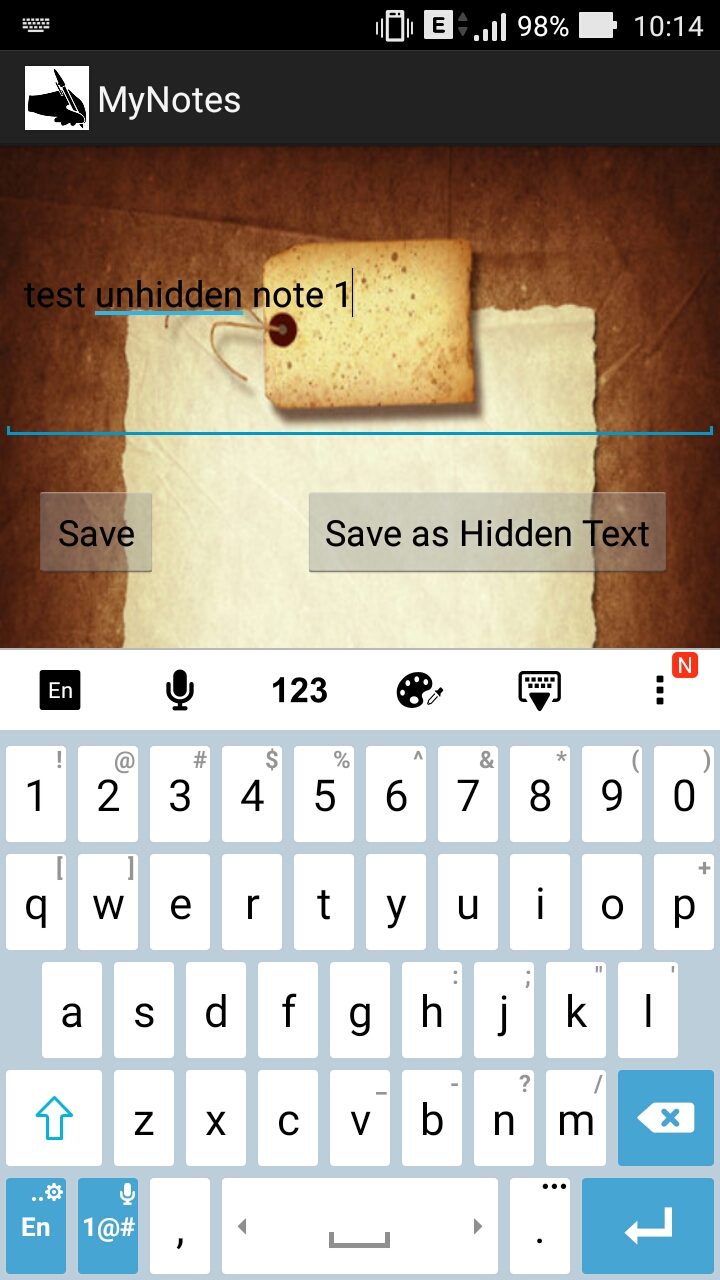 E 98% 10:14
MyNotes
test unhidden note 1
Save Save as Hidden Text
N
En 123
! @ # $ % ^ & * ( )
1 2 3 4 5 6 7 8 9 0
[ ] +
q w e r t y u i o p
: ; " '
a s d f g h j k l
_ - ? /
z x c v b n m
.. •••
En 1@# , .